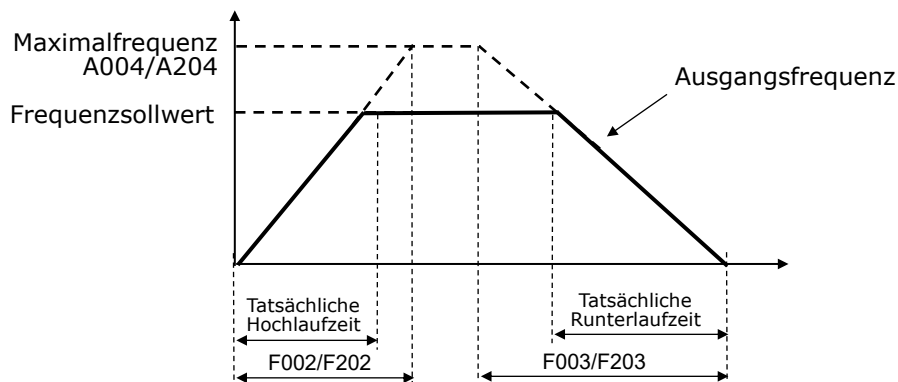 Maximalfrequenz
A004/A204
Ausgangsfrequenz
Frequenzsollwert
Tatsächliche
Hochlaufzeit
Tatsächliche
Runterlaufzeit
F002/F202
F003/F203